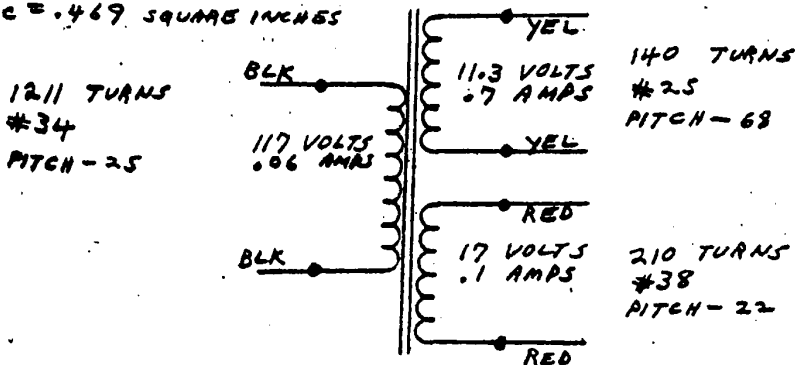 c = .469 SQUARE INCHES
BLK
1211 TURNS
#34
PITCH - 25
117 VOLTS
.06 AMPS
BLK
YEL
11.3 VOLTS
.7 AMPS
YEL
140 TURNS
#25
PITCH - 68
RED
17 VOLTS
.1 AMPS
RED
210 TURNS
#38
PITCH - 22